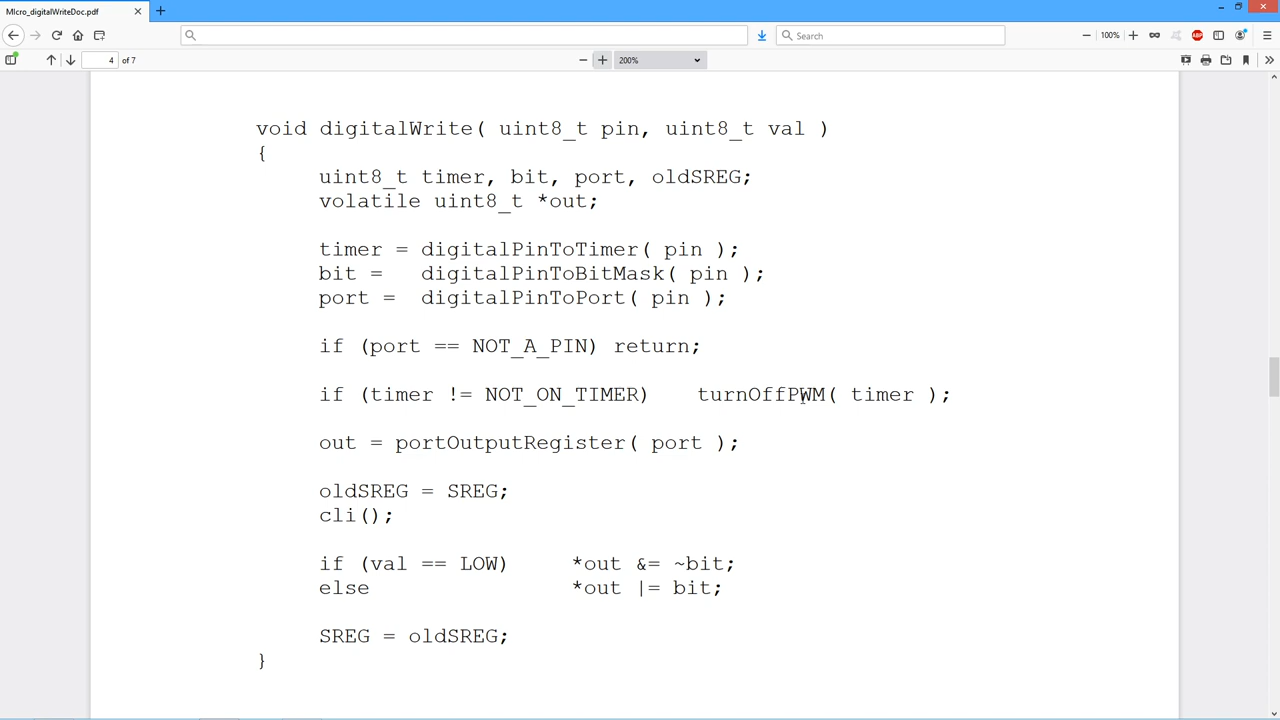 MIcro_digitalWriteDoc.pdf
Search
100%
ABP
4 of 7
200%
void digitalWrite( uint8_t pin, uint8_t val )
{
uint8_t timer, bit, port, oldSREG;
volatile uint8_t *out;
timer = digitalPinToTimer( pin );
bit = digitalPinToBitMask( pin );
port = digitalPinToPort( pin );
if (port == NOT_A_PIN) return;
if (timer != NOT_ON_TIMER) turnOffPWM( timer );
out = portOutputRegister( port );
oldSREG = SREG;
cli();
if (val == LOW) *out &= ~bit;
else *out |= bit;
SREG = oldSREG;
}